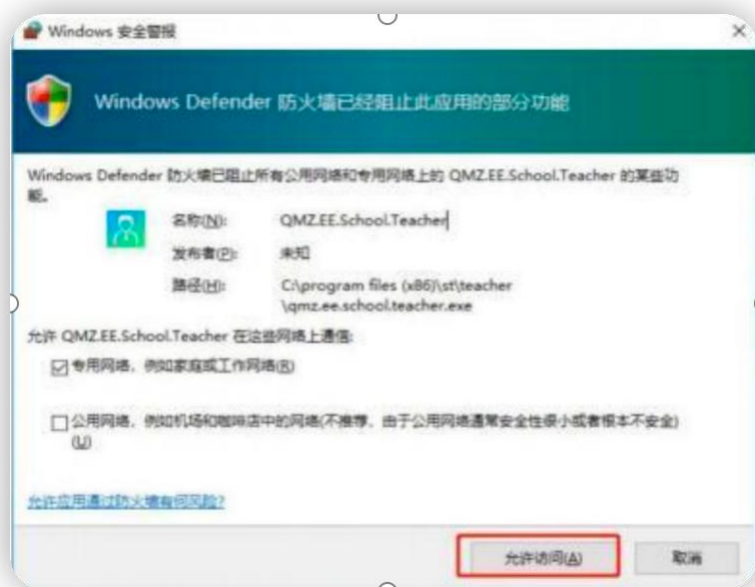 Windows 安全警报
Windows Defender 防火墙已经阻止此应用的部分功能
Windows Defender 防火墙已阻止所有公用网络和专用网络上的 QMZ.EE.School.Teacher 的某些功
能。
名称(N): QMZ.EE.School.Teacher
发布者(P): 未知
路径(H): C:\program files (x86)\st\teacher
\qmz.ee.school.teacher.exe
允许 QMZ.EE.School.Teacher 在这些网络上通信:
专用网络，例如家庭或工作网络(R)
公用网络，例如机场和咖啡店中的网络(不推荐，由于公用网络通常安全性很小或者根本不安全)
(U)
允许应用通过防火墙有何风险?
允许访问(A) 取消